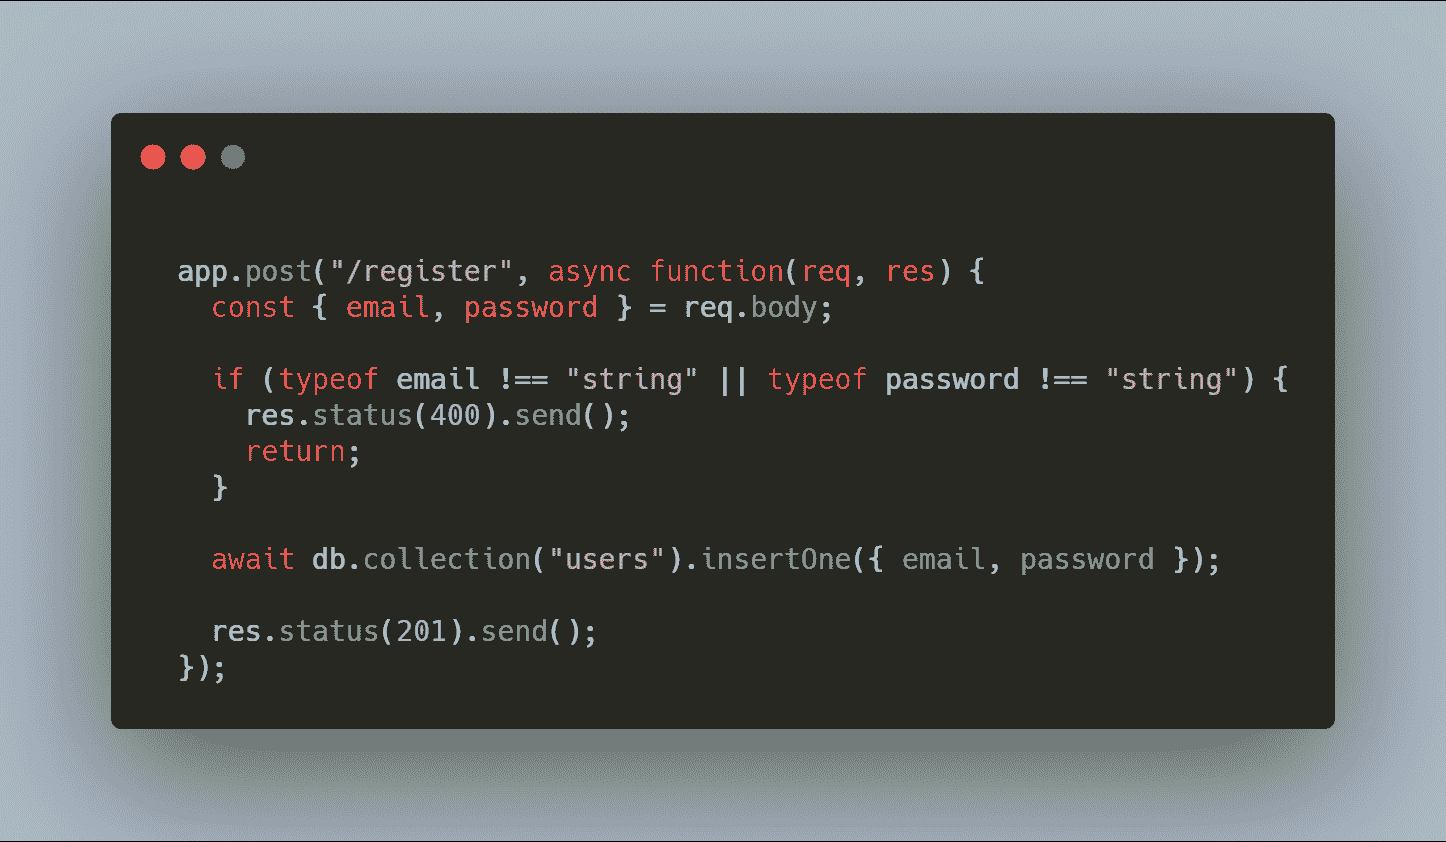 app.post("/register", async function(req, res) {
  const { email, password } = req.body;

  if (typeof email !== "string" || typeof password !== "string") {
    res.status(400).send();
    return;
  }

  await db.collection("users").insertOne({ email, password });

  res.status(201).send();
});